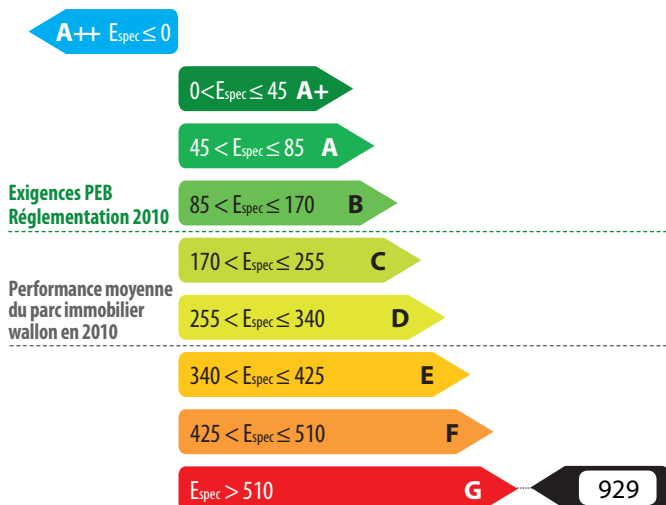 A++ Espec ≤ 0
0 < Espec ≤ 45 A+
45 < Espec ≤ 85 A
Exigences PEB
Réglementation 2010
85 < Espec ≤ 170 B
170 < Espec ≤ 255 C
Performance moyenne
du parc immobilier
wallon en 2010
255 < Espec ≤ 340 D
340 < Espec ≤ 425 E
425 < Espec ≤ 510 F
Espec > 510 G 929